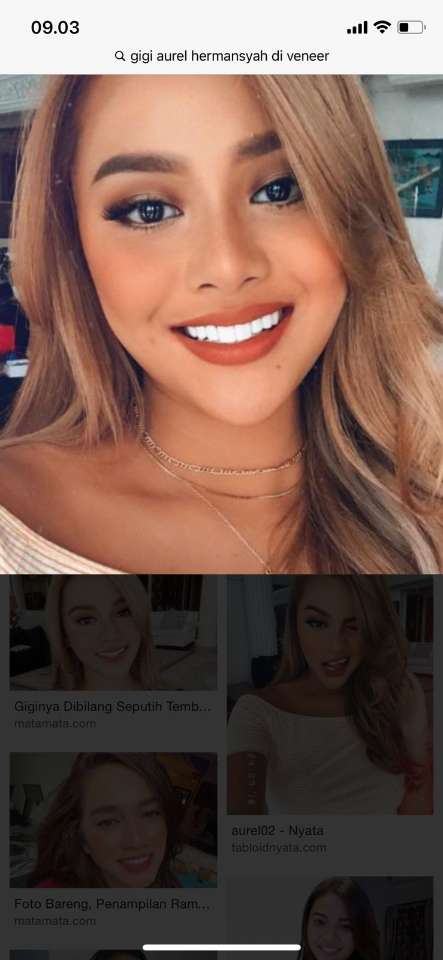 09.03
gigi aurel hermansyah di veneer
Giginya Dibilang Seputih Temb...
matamata.com
aurel02 - Nyata
tabloidnyata.com
Foto Bareng, Penampilan Ram...
matamata.com